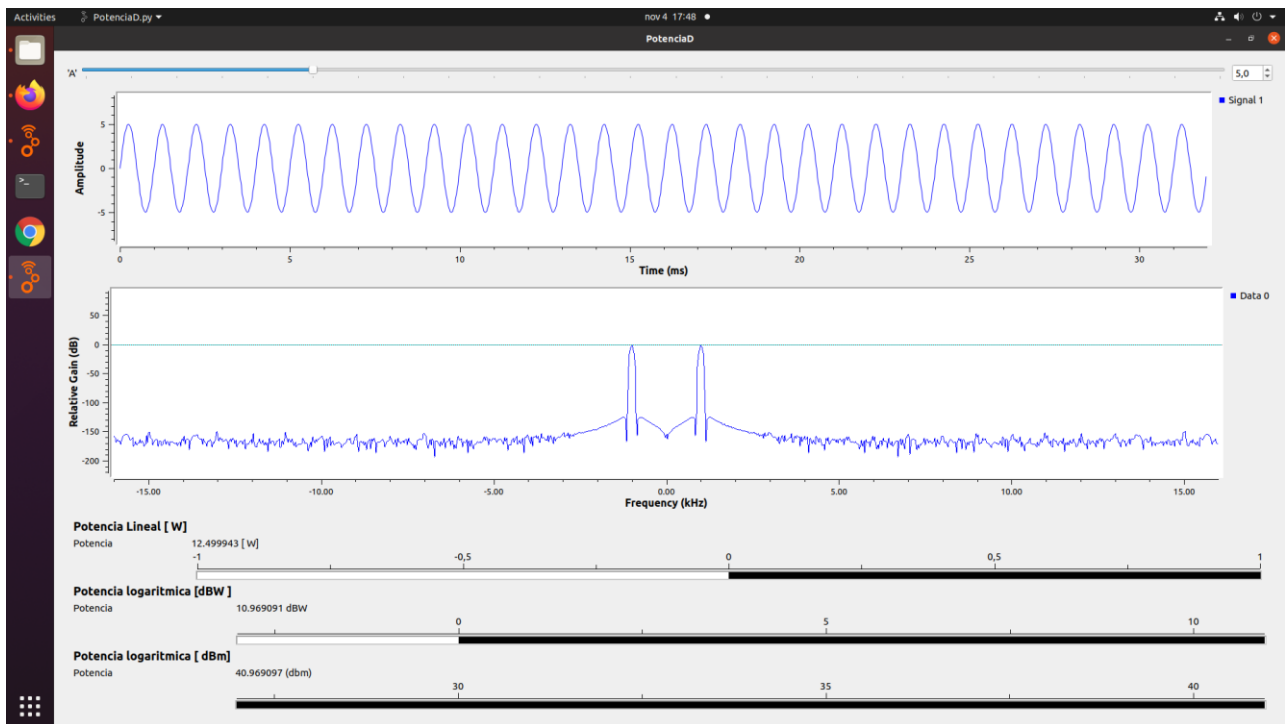 Activities PotenciaD.py nov 4 17:48
PotenciaD
'A' 5,0
Signal 1
Amplitude
5
0
-5
0 5 10 15 20 25 30
Time (ms)
Data 0
Relative Gain (dB)
50
0
-50
-100
-150
-200
-15.00 -10.00 -5.00 0.00 5.00 10.00 15.00
Frequency (kHz)
Potencia Lineal [ W]
Potencia 12.499943 [ W]
-1 -0,5 0 0,5 1
Potencia logaritmica [dBW ]
Potencia 10.969091 dBW
0 5 10
Potencia logaritmica [ dBm]
Potencia 40.969097 (dbm)
30 35 40